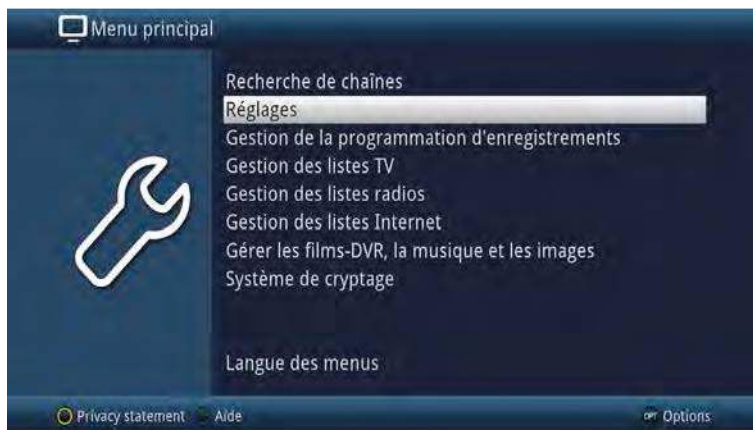 Menu principal
Recherche de chaînes
Réglages
Gestion de la programmation d'enregistrements
Gestion des listes TV
Gestion des listes radios
Gestion des listes Internet
Gérer les films-DVR, la musique et les images
Système de cryptage
Langue des menus
Privacy statement Aide OPT Options